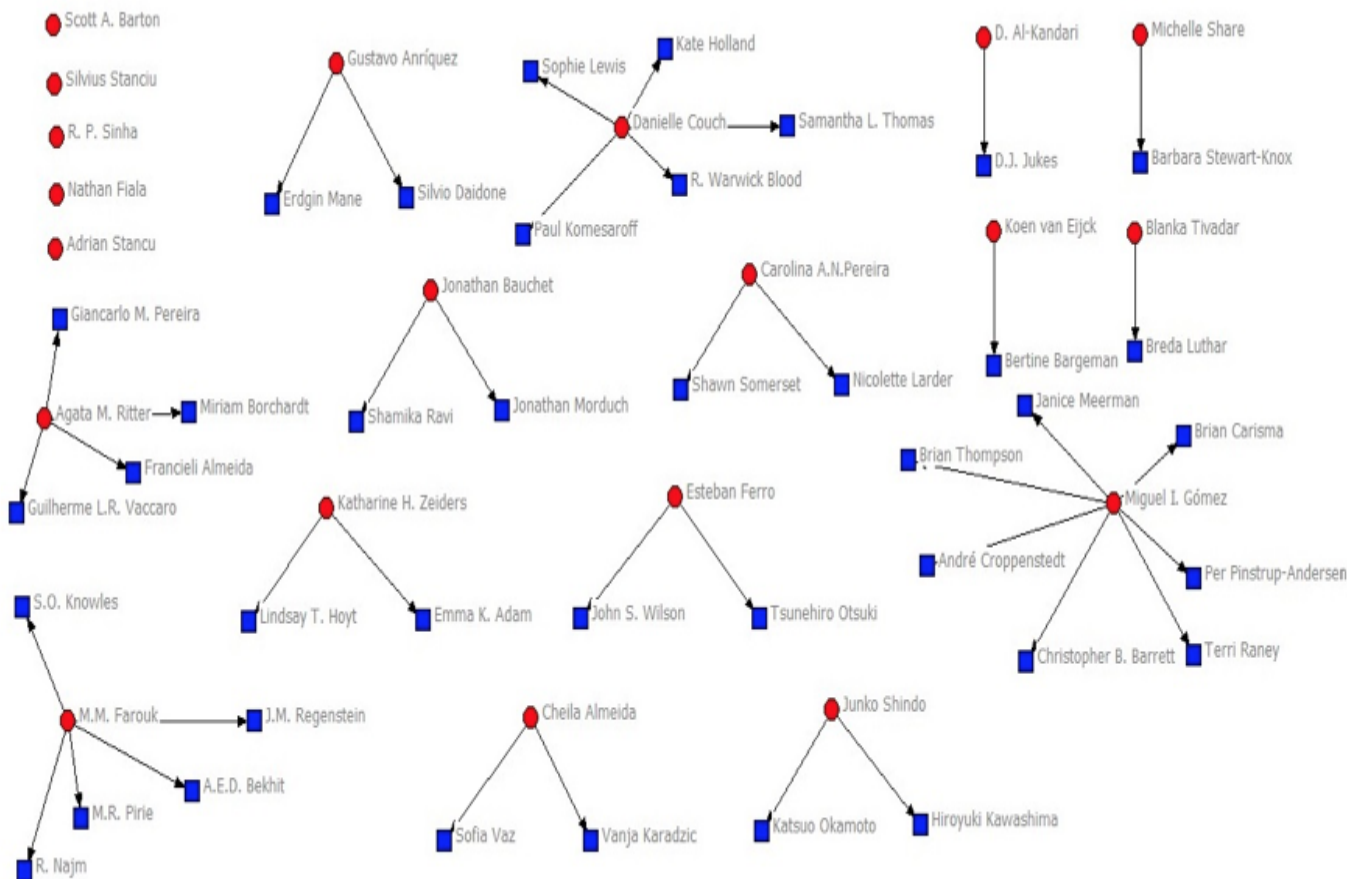 Scott A. Barton
Silvius Stanciu
R. P. Sinha
Nathan Fiala
Adrian Stancu
Gustavo Anríquez
Erdgin Mane
Silvio Daidone
Sophie Lewis
Kate Holland
Danielle Couch
Samantha L. Thomas
R. Warwick Blood
Paul Komesaroff
D. Al-Kandari
D.J. Jukes
Michelle Share
Barbara Stewart-Knox
Koen van Eijck
Bertine Bargeman
Blanka Tivadar
Breda Luthar
Giancarlo M. Pereira
Agata M. Ritter
Miriam Borchardt
Francieli Almeida
Guilherme L.R. Vaccaro
Jonathan Bauchet
Shamika Ravi
Jonathan Morduch
Carolina A.N.Pereira
Shawn Somerset
Nicolette Larder
Janice Meerman
Brian Carisma
Brian Thompson
Miguel I. Gómez
André Croppenstedt
Per Pinstrup-Andersen
Christopher B. Barrett
Terri Raney
Katharine H. Zeiders
Lindsay T. Hoyt
Emma K. Adam
Esteban Ferro
John S. Wilson
Tsunehiro Otsuki
S.O. Knowles
M.M. Farouk
J.M. Regenstein
A.E.D. Bekhit
M.R. Pirie
R. Najm
Cheila Almeida
Sofia Vaz
Vanja Karadzic
Junko Shindo
Katsuo Okamoto
Hiroyuki Kawashima